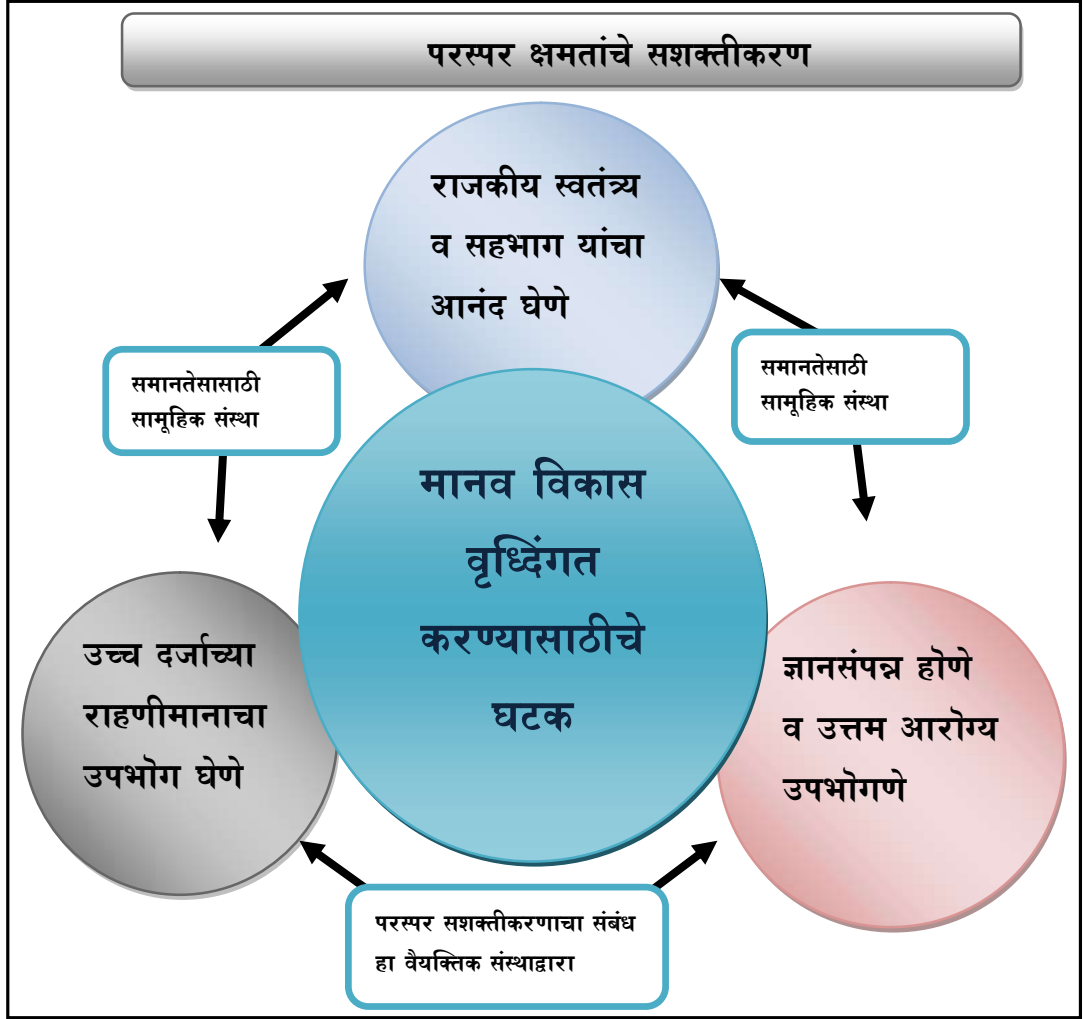 परस्पर क्षमतांचे सशक्तीकरण
राजकीय स्वतंत्र्य
व सहभाग यांचा
आनंद घेणे
समानतेसासाठी
सामूहिक संस्था
समानतेसाठी
सामूहिक संस्था
मानव विकास
वृध्दिंगत
करण्यासाठीचे
घटक
उच्च दर्जाच्या
राहणीमानाचा
उपभॊग घेणे
ज्ञानसंपन्न हॊणे
व उत्तम आरॊग्य
उपभॊगणे
परस्पर सशक्तीकरणाचा संबंध
हा वैयक्तिक संस्थाद्वारा